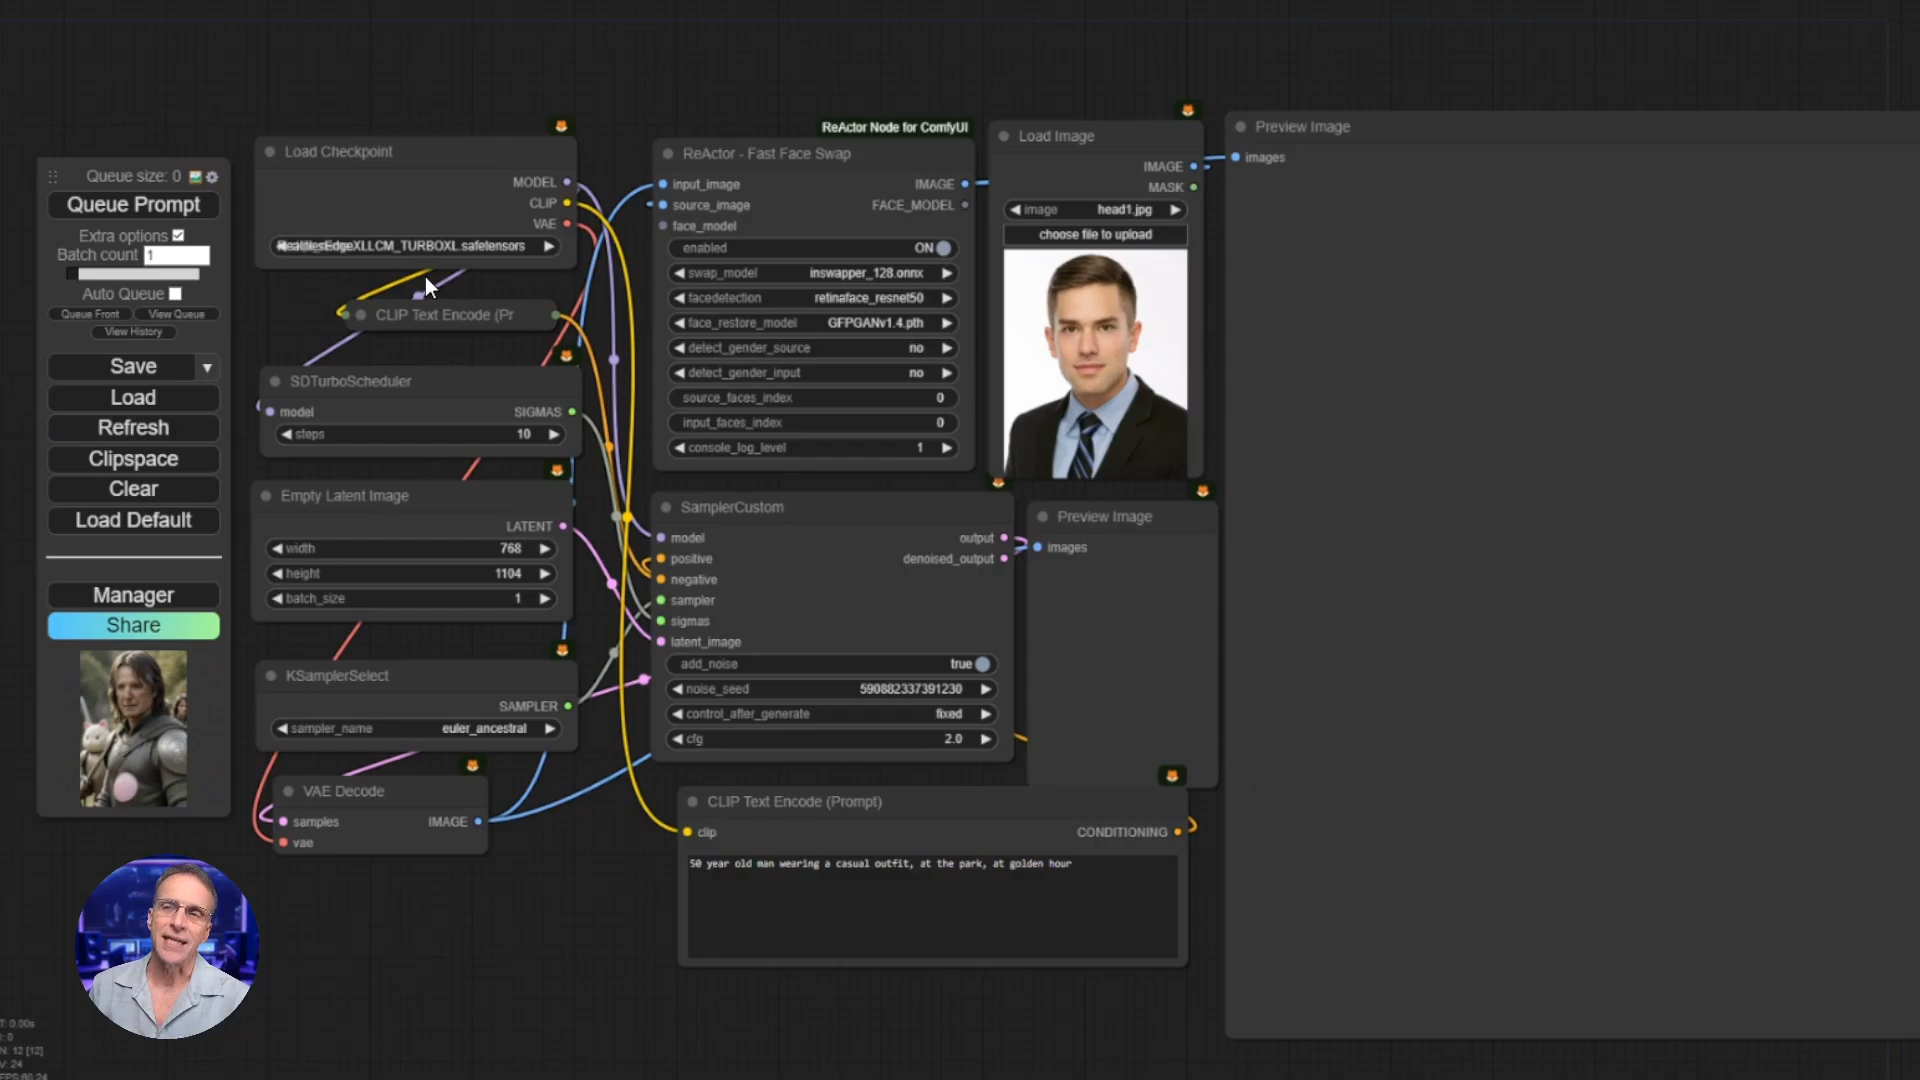 Queue size: 0
Queue Prompt
Extra options
Batch count 1
Auto Queue
Queue Front
View Queue
View History
Save
Load
Refresh
Clipspace
Clear
Load Default
Manager
Share
Load Checkpoint
MODEL
CLIP
VAE
CLIP Text Encode (Pr
SDTurboScheduler
model SIGMAS
steps 10
Empty Latent Image
LATENT
width 768
height 1104
batch_size 1
KSamplerSelect
SAMPLER
sampler_name euler_ancestral
VAE Decode
samples IMAGE
vae
ReActor Node for ComfyUI
ReActor - Fast Face Swap
input_image IMAGE
source_image FACE_MODEL
face_model
enabled ON
swap_model inswapper_128.onnx
facedetection retinaface_resnet50
face_restore_model GFPGANv1.4.pth
detect_gender_source no
detect_gender_input no
source_faces_index 0
input_faces_index 0
console_log_level 1
Load Image
IMAGE
MASK
image head1.jpg
choose file to upload
SamplerCustom
model output
positive denoised_output
negative
sampler
sigmas
latent_image
add_noise true
noise_seed 590882337391230
control_after_generate fixed
cfg 2.0
Preview Image
images
CLIP Text Encode (Prompt)
clip CONDITIONING
50 year old man wearing a casual outfit, at the park, at golden hour
Preview Image
images
T: 0.00s
N: 12 [12]
V: 24